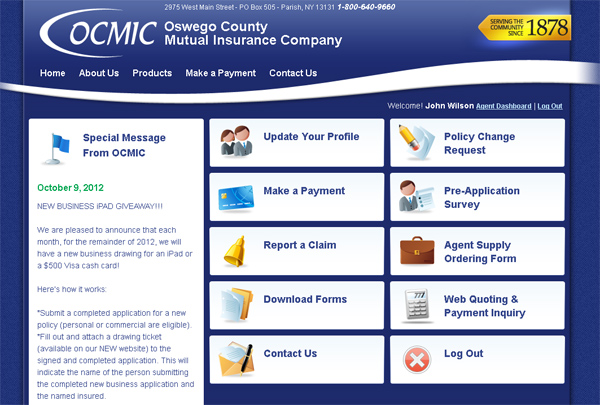 2975 West Main Street - PO Box 505 - Parish, NY 13131 1-800-640-9660
OCMIC
Oswego County
Mutual Insurance Company
SERVING THE
COMMUNITY
SINCE
1878
Home About Us Products Make a Payment Contact Us
Welcome! John Wilson Agent Dashboard | Log Out
Special Message
From OCMIC
October 9, 2012
NEW BUSINESS iPAD GIVEAWAY!!!
We are pleased to announce that each
month, for the remainder of 2012, we will
have a new business drawing for an iPad or
a $500 Visa cash card!
Here's how it works:
*Submit a completed application for a new
policy (personal or commercial are eligible).
*Fill out and attach a drawing ticket
(available on our NEW website) to the
signed and completed application. This will
indicate the name of the person submitting
the completed new business application and
the named insured.
Update Your Profile
Policy Change
Request
Make a Payment
Pre-Application
Survey
Report a Claim
Agent Supply
Ordering Form
Download Forms
Web Quoting &
Payment Inquiry
Contact Us
Log Out